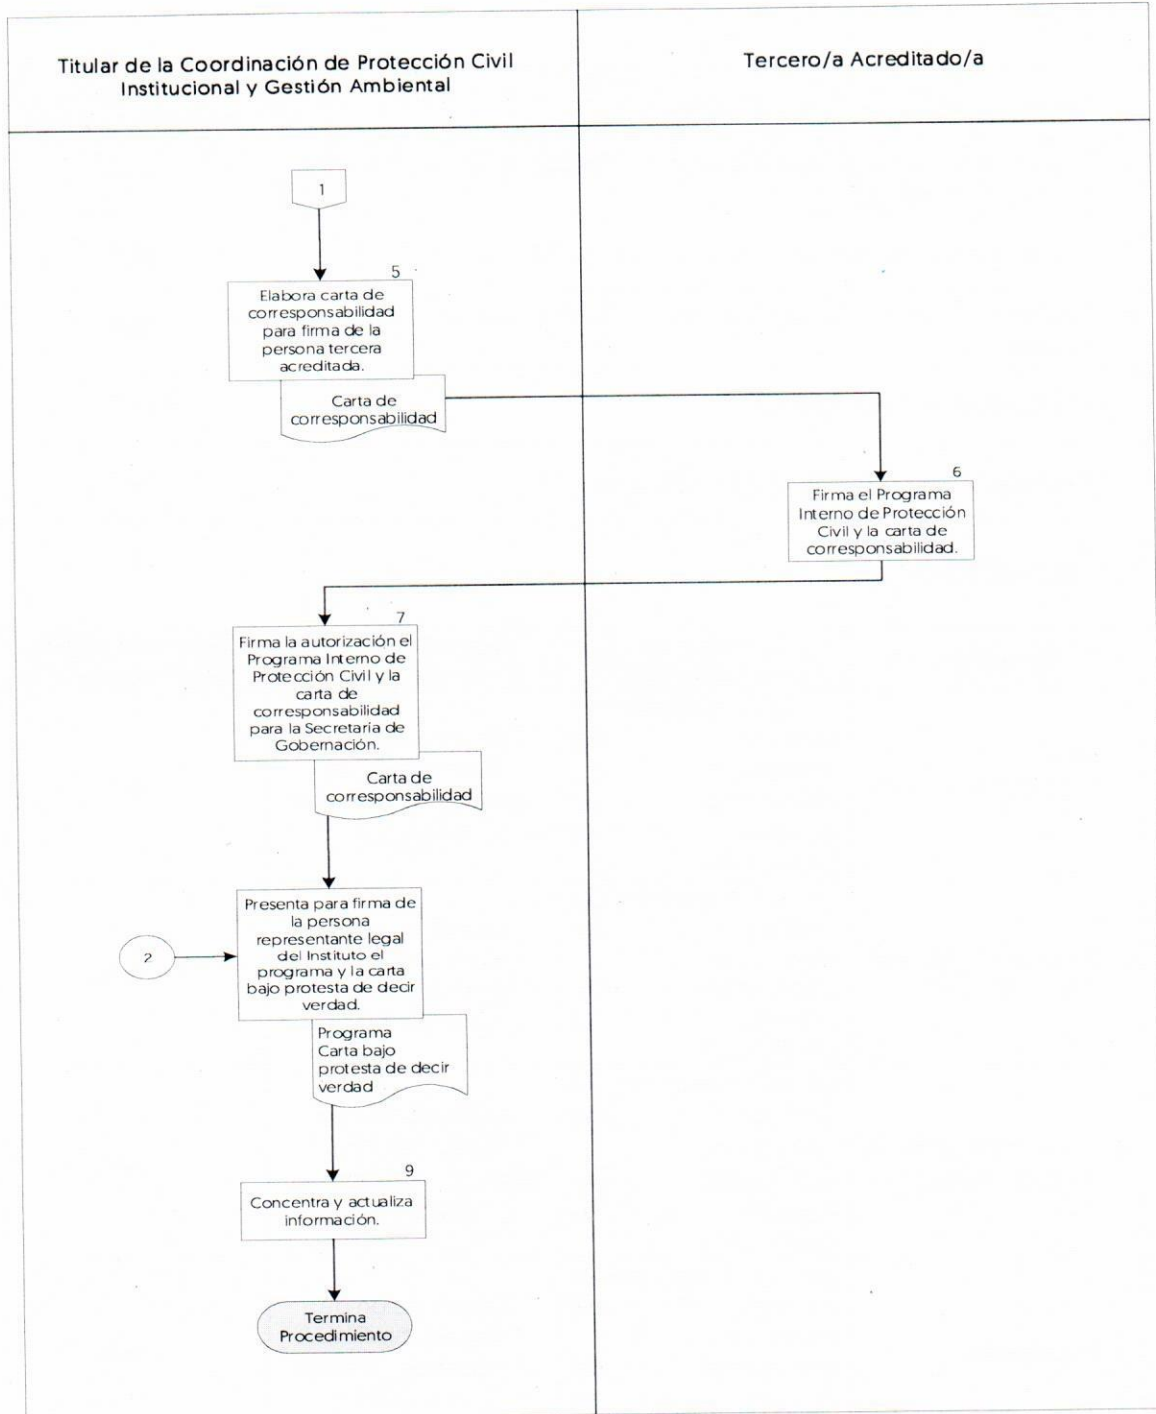 Titular de la Coordinación de Protección Civil
Institucional y Gestión Ambiental
Tercero/a Acreditado/a
1
5
Elabora carta de
corresponsabilidad
para firma de la
persona tercera
acreditada.
Carta de
corresponsabilidad
6
Firma el Programa
Interno de Protección
Civil y la carta de
corresponsabilidad.
7
Firma la autorización el
Programa Interno de
Protección Civil y la
carta de
corresponsabilidad
para la Secretaría de
Gobernación.
Carta de
corresponsabilidad
2
Presenta para firma de
la persona
representante legal
del Instituto el
programa y la carta
bajo protesta de decir
verdad.
Programa
Carta bajo
protesta de decir
verdad
9
Concentra y actualiza
información.
Termina
Procedimiento